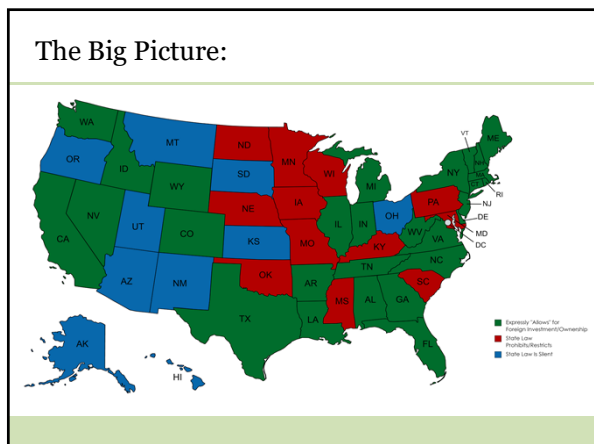 The Big Picture:
WA
MT
ND
MN
VT
ME
OR
ID
SD
WI
NY
NH
WY
MI
RI
NE
IA
PA
NJ
NV
IL
IN
OH
DE
UT
CO
WV
MD
CA
KS
MO
KY
VA
DC
TN
NC
AZ
NM
DK
AR
SC
MS
AL
GA
TX
LA
AK
HI
FL
Expressly "Allows" for
Foreign Investment/Ownership
State Law
Prohibits/Restricts
State Law Is Silent